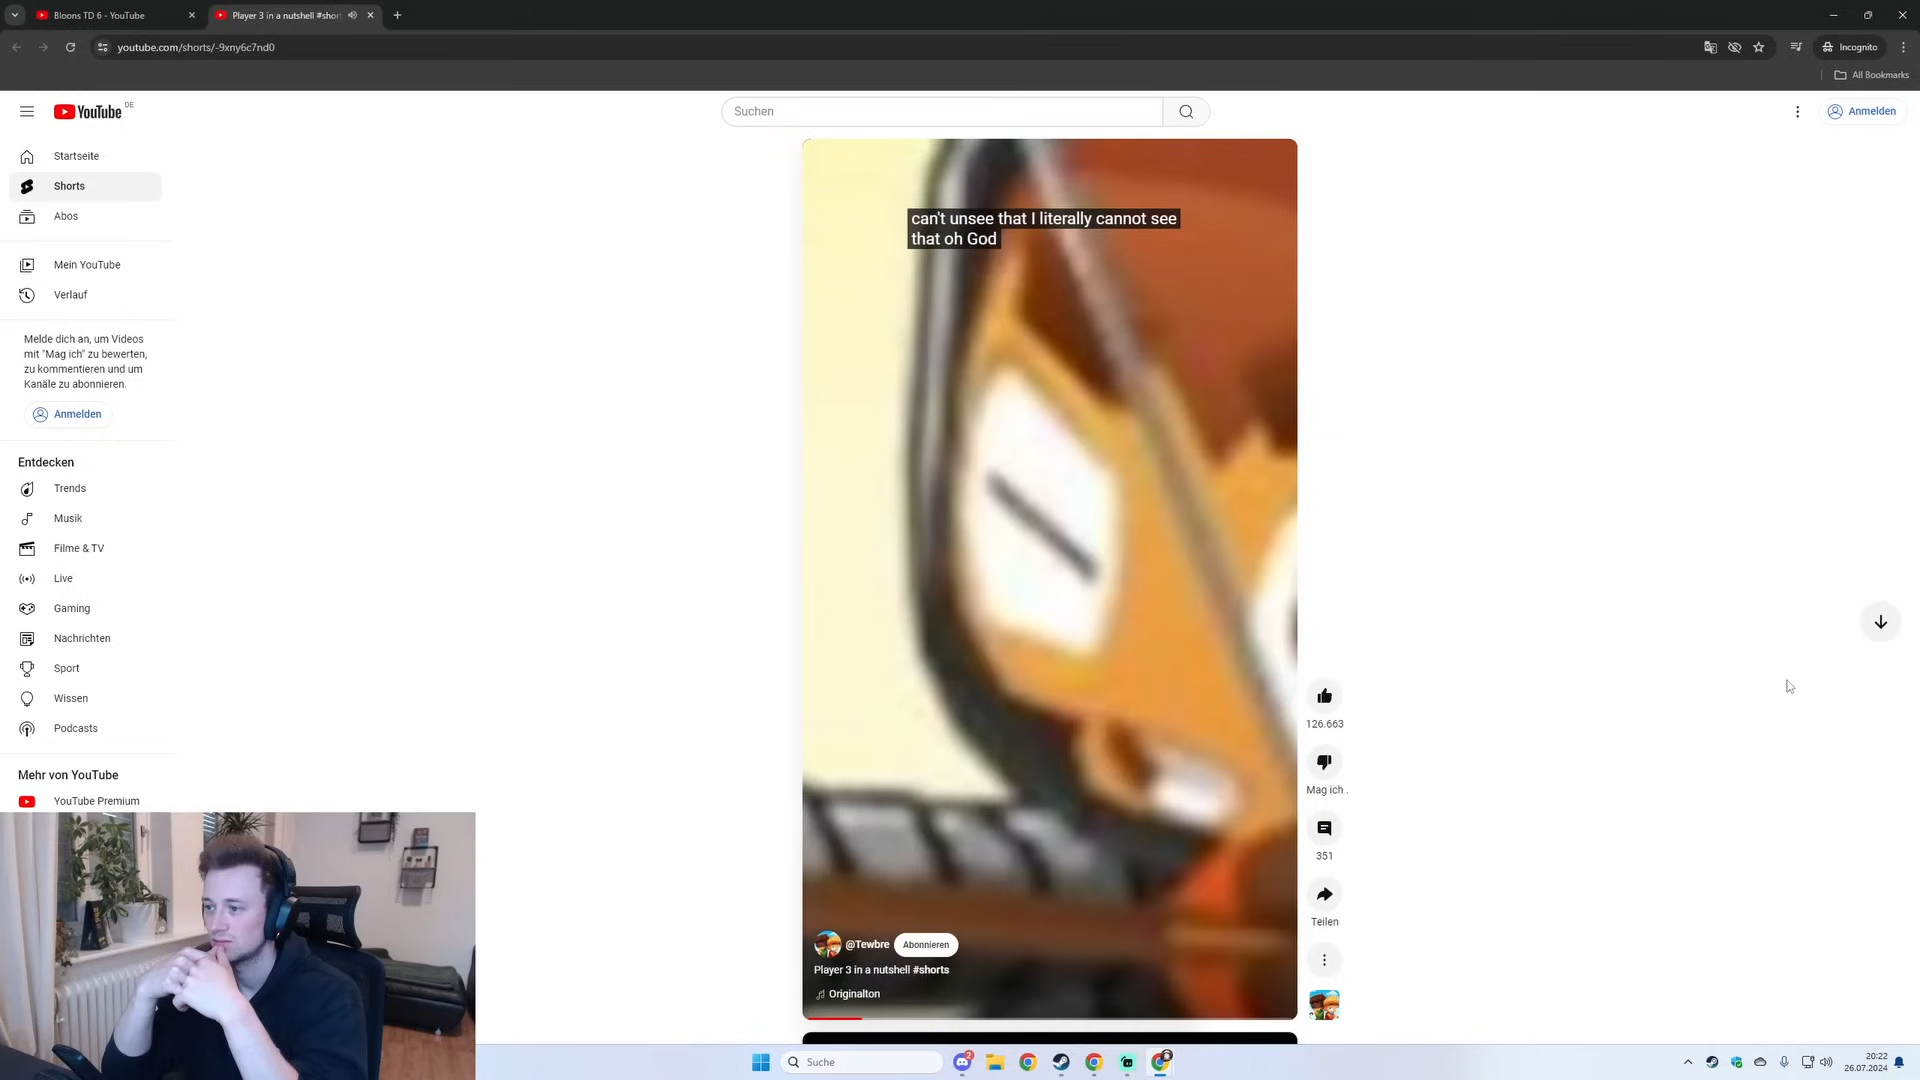 Bloons TD 6 - YouTube
Player 3 in a nutshell #shor
youtube.com/shorts/-9xny6c7nd0
Incognito
All Bookmarks
YouTube DE
Suchen
Anmelden
Startseite
Shorts
Abos
Mein YouTube
Verlauf
Melde dich an, um Videos
mit "Mag ich" zu bewerten,
zu kommentieren und um
Kanäle zu abonnieren.
Anmelden
Entdecken
Trends
Musik
Filme & TV
Live
Gaming
Nachrichten
Sport
Wissen
Podcasts
Mehr von YouTube
YouTube Premium
can't unsee that I literally cannot see
that oh God
126.663
Mag ich .
351
Teilen
@Tewbre
Abonnieren
Player 3 in a nutshell #shorts
Originalton
Suche
2
20:22
26.07.2024